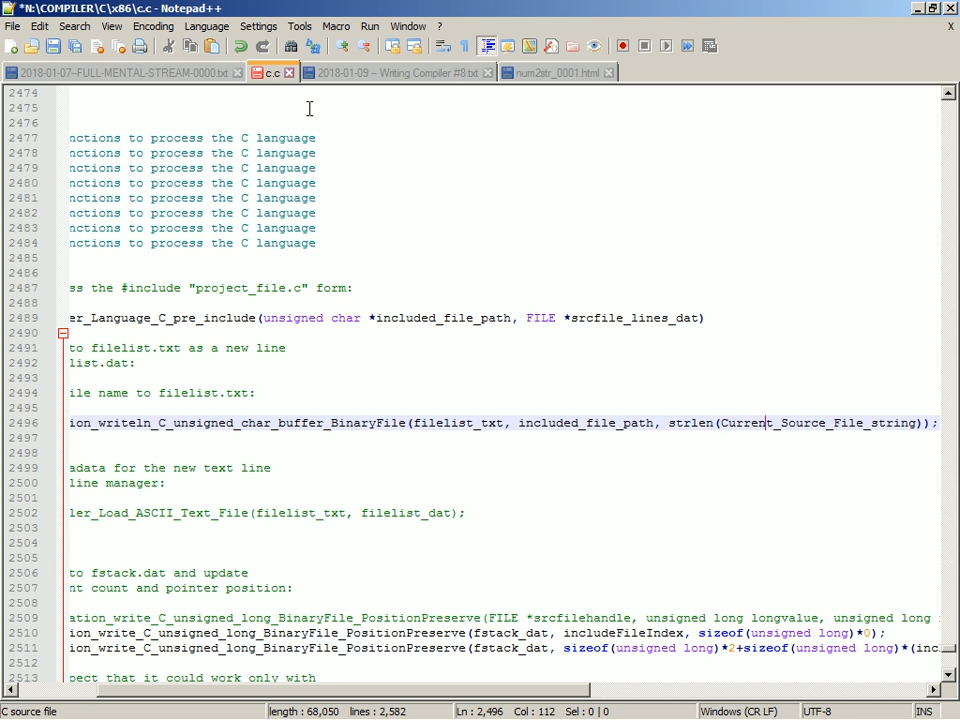 *N:\COMPILER\C\x86\c.c - Notepad++
File Edit Search View Encoding Language Settings Tools Macro Run Window ? X
2018-01-07-FULL-MENTAL-STREAM-0000.txt c.c 2018-01-09 -- Writing Compiler #8.txt num2str_0001.html
2474
2475
2476
2477 nctions to process the C language
2478 nctions to process the C language
2479 nctions to process the C language
2480 nctions to process the C language
2481 nctions to process the C language
2482 nctions to process the C language
2483 nctions to process the C language
2484 nctions to process the C language
2485
2486
2487 ss the #include "project_file.c" form:
2488
2489 er_Language_C_pre_include(unsigned char *included_file_path, FILE *srcfile_lines_dat)
2490
2491 to filelist.txt as a new line
2492 list.dat:
2493
2494 ile name to filelist.txt:
2495
2496 ion_writeln_C_unsigned_char_buffer_BinaryFile(filelist_txt, included_file_path, strlen(Current_Source_File_string));
2497
2498
2499 adata for the new text line
2500 line manager:
2501
2502 ler_Load_ASCII_Text_File(filelist_txt, filelist_dat);
2503
2504
2505
2506 to fstack.dat and update
2507 nt count and pointer position:
2508
2509 ation_write_C_unsigned_long_BinaryFile_PositionPreserve(FILE *srcfilehandle, unsigned long longvalue, unsigned long
2510 ion_write_C_unsigned_long_BinaryFile_PositionPreserve(fstack_dat, includeFileIndex, sizeof(unsigned long)*0);
2511 ion_write_C_unsigned_long_BinaryFile_PositionPreserve(fstack_dat, sizeof(unsigned long)*2+sizeof(unsigned long)*(inc
2512
2513 pect that it could work only with
C source file length : 68,050 lines : 2,582 Ln : 2,496 Col : 112 Sel : 0 | 0 Windows (CR LF) UTF-8 INS